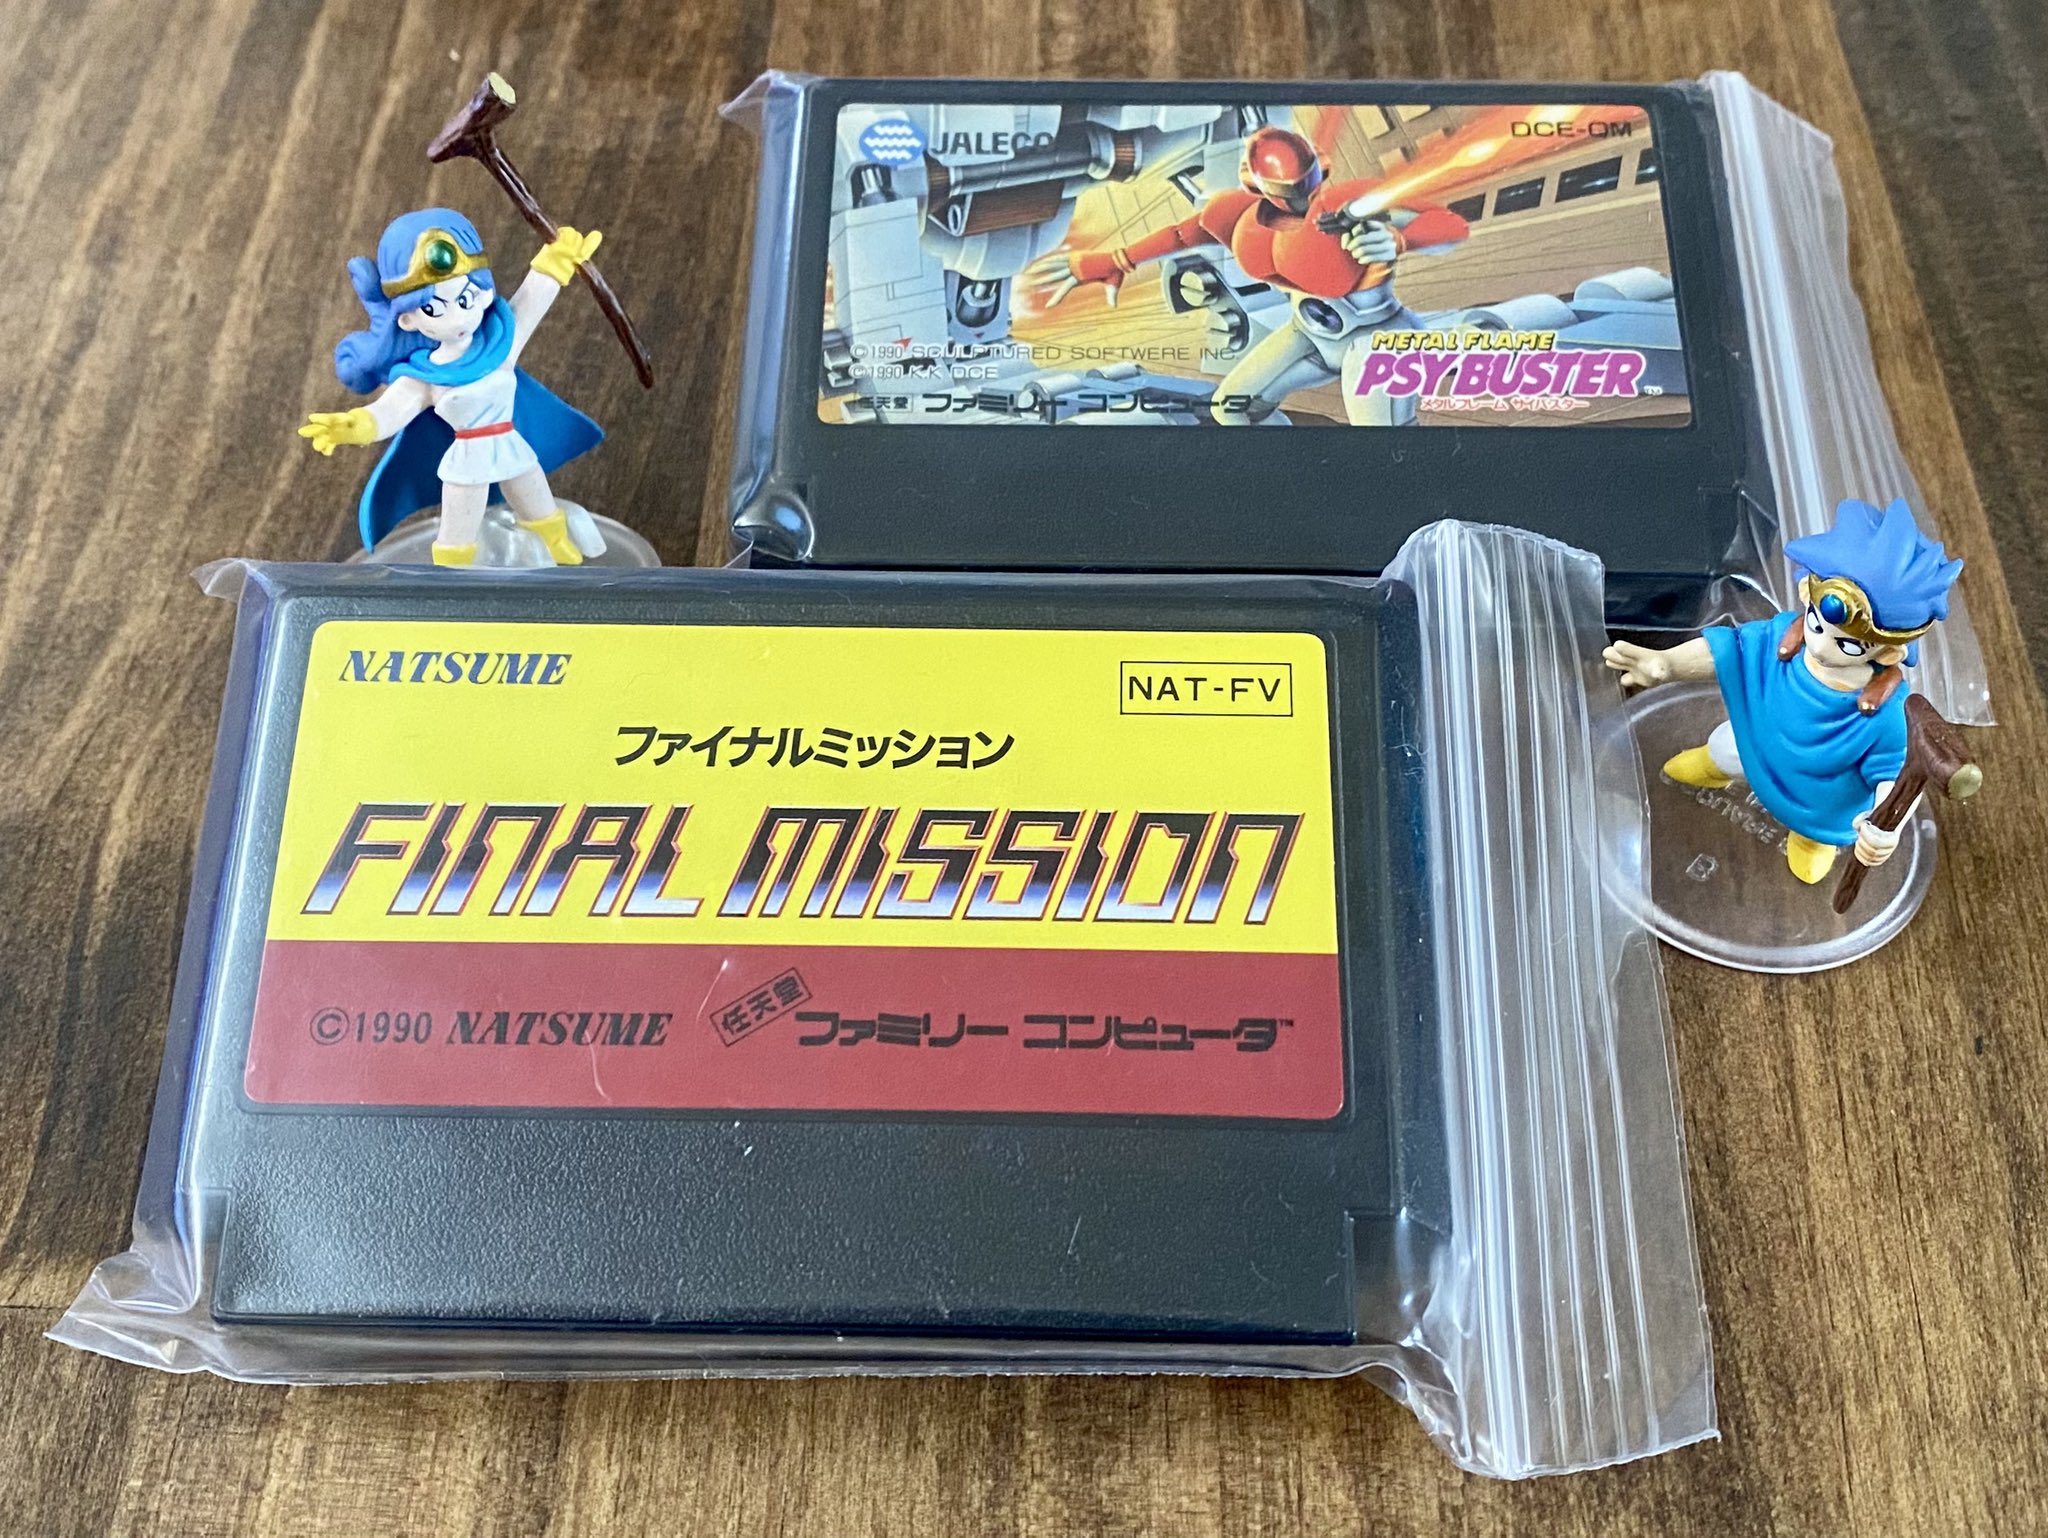 JALECO
DCE-QM
©1990 SCULPTURED SOFTWERE INC.
©1990 K.K DCE
METAL FLAME
PSY BUSTER™
メタルフレーム サイバスター
任天堂 ファミリー コンピュータ
NATSUME
NAT-FV
ファイナルミッション
FINAL MISSION
©1990 NATSUME
任天堂 ファミリー コンピュータ™
B